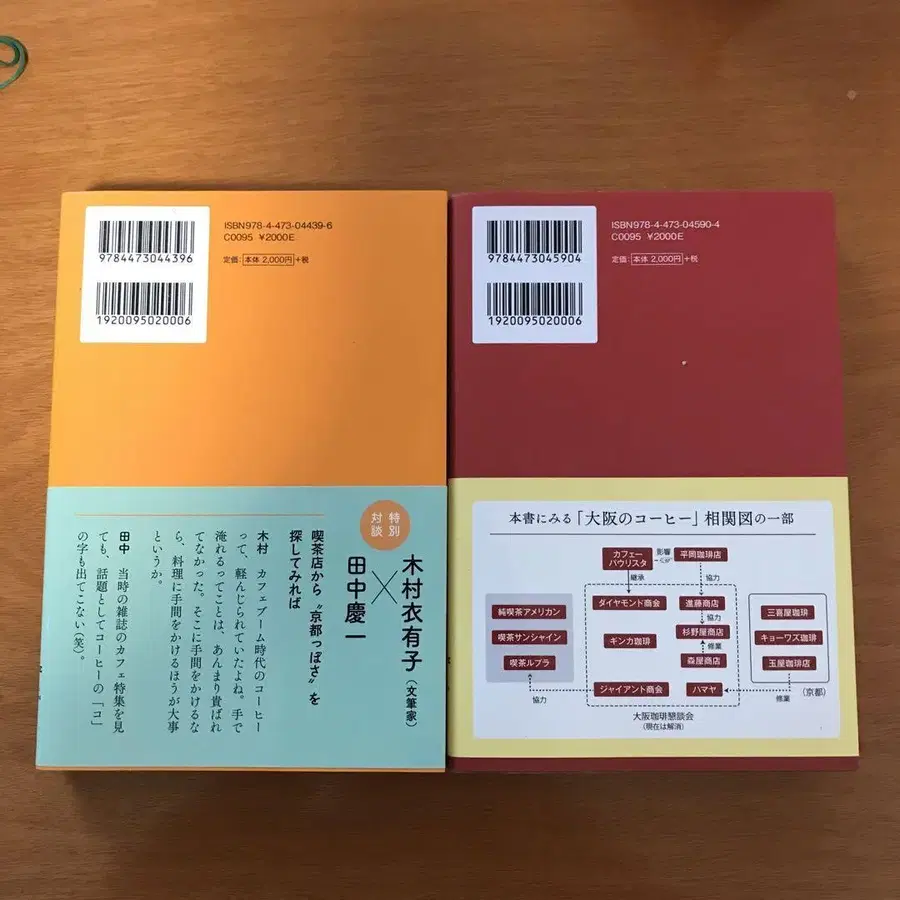 ISBN978-4-473-04439-6
C0095 ¥2000E
定価：本体 2,000円+税
9784473044396
1920095020006
特別
対談
木村衣有子（文筆家）
×
田中慶一
喫茶店から〝京都っぽさ〟を
探してみれば
木村　カフェブーム時代のコーヒー
って、軽んじられていたよね。手で
淹れるってことは、あんまり貴ばれ
てなかった。そこに手間をかけるな
ら、料理に手間をかけるほうが大事
というか。
田中　当時の雑誌のカフェ特集を見
ても、話題としてコーヒーの「コ」
の字も出てこない（笑）。
ISBN978-4-473-04590-4
C0095 ¥2000E
定価：本体 2,000円+税
9784473045904
1920095020006
本書にみる「大阪のコーヒー」相関図の一部
カフェー
パウリスタ
影響
平岡珈琲店
継承
協力
ダイヤモンド商会
進藤商店
協力
純喫茶アメリカン
喫茶サンシャイン
喫茶ルプラ
ギンカ珈琲
杉野屋商店
修業
森屋商店
三喜屋珈琲
キョーワズ珈琲
玉屋珈琲店
ジャイアント商会
ハマヤ
（京都）
協力
修業
大阪珈琲懇談会
（現在は解消）